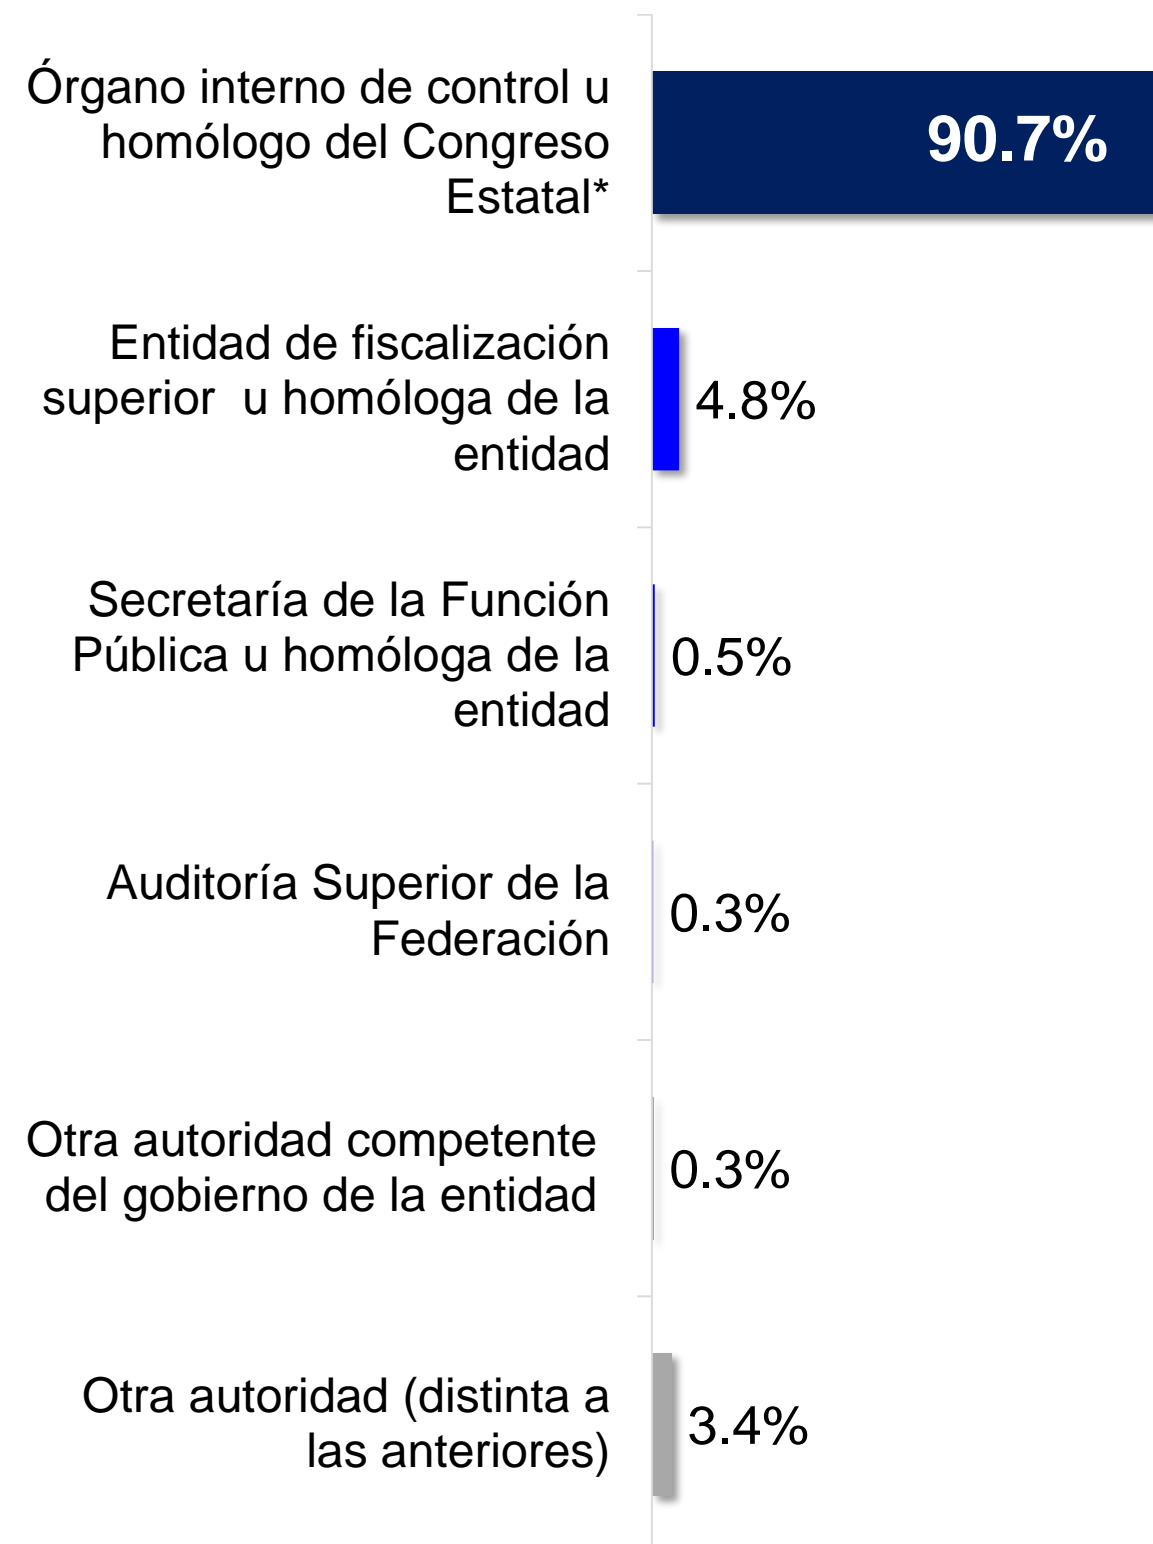 Órgano interno de control u
homólogo del Congreso
Estatal*
90.7%
Entidad de fiscalización
superior  u homóloga de la
entidad
4.8%
Secretaría de la Función
Pública u homóloga de la
entidad
0.5%
Auditoría Superior de la
Federación
0.3%
Otra autoridad competente
del gobierno de la entidad
0.3%
Otra autoridad (distinta a
las anteriores)
3.4%